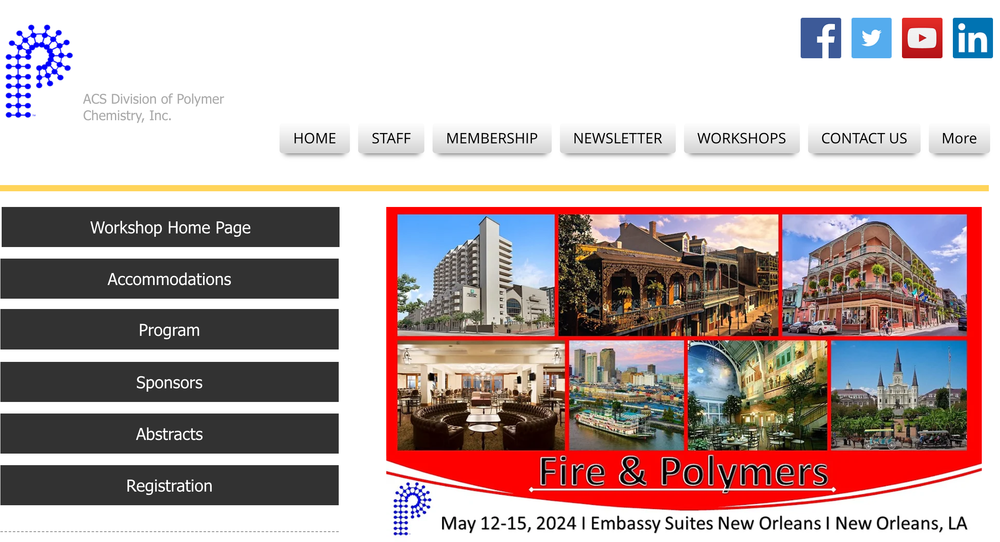 ACS Division of Polymer
Chemistry, Inc.
HOME
STAFF
MEMBERSHIP
NEWSLETTER
WORKSHOPS
CONTACT US
More
Workshop Home Page
Accommodations
Program
Sponsors
Abstracts
Registration
Fire & Polymers
May 12-15, 2024 I Embassy Suites New Orleans I New Orleans, LA